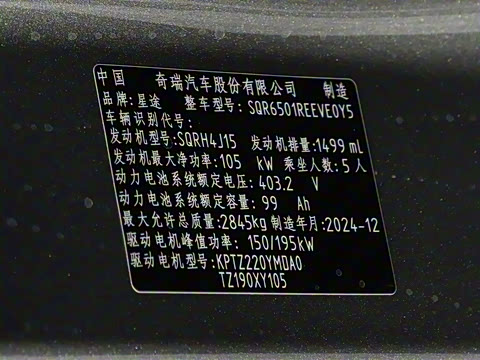 中国 奇瑞汽车股份有限公司 制造
品牌:星途 整车型号:SQR6501REEVE0Y5
车辆识别代号:
发动机型号:SQRH4J15 发动机排量:1499 mL
发动机最大净功率:105 kW 乘坐人数:5 人
动力电池系统额定电压:403.2 V
动力电池系统额定容量:99 Ah
最大允许总质量:2845kg 制造年月:2024-12
驱动电机峰值功率:150/195kW
驱动电机型号:KPTZ220YMDA0
TZ190XY105